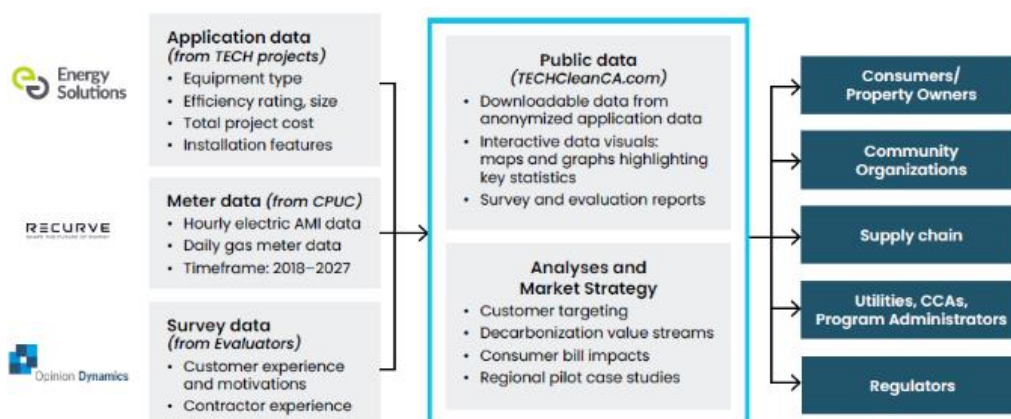 Energy
Solutions
Application data
(from TECH projects)
• Equipment type
• Efficiency rating, size
• Total project cost
• Installation features
RECURVE
Meter data (from CPUC)
• Hourly electric AMI data
• Daily gas meter data
• Timeframe: 2018–2027
Opinion Dynamics
Survey data
(from Evaluators)
• Customer experience
and motivations
• Contractor experience
Public data
(TECHCleanCA.com)
• Downloadable data from
anonymized application data
• Interactive data visuals:
maps and graphs highlighting
key statistics
• Survey and evaluation reports
Analyses and
Market Strategy
• Customer targeting
• Decarbonization value streams
• Consumer bill impacts
• Regional pilot case studies
Consumers/
Property Owners
Community
Organizations
Supply chain
Utilities, CCAs,
Program Administrators
Regulators